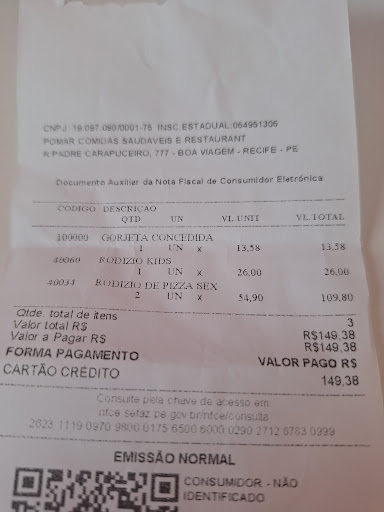 CNPJ: 19.097.090/0001-75 INSC.ESTADUAL:064951306
POMAR COMIDAS SAUDAVEIS E RESTAURANT
R PADRE CARAPUCEIRO, 777 - BOA VIAGEM - RECIFE - PE
Documento Auxiliar da Nota Fiscal de Consumidor Eletrônica
CODIGO DESCRICAO
QTD UN VL.UNIT VL.TOTAL
100000 GORJETA CONCEDIDA
1 UN x 13,58 13,58
40060 RODIZIO KIDS
1 UN x 26,00 26,00
40034 RODIZIO DE PIZZA SEX
2 UN x 54,90 109,80
Qtde. total de itens 3
Valor total R$ R$149,38
Valor a Pagar R$ R$149,38
FORMA PAGAMENTO VALOR PAGO R$
CARTÃO CRÉDITO 149,38
Consulte pela chave de acesso em
nfce.sefaz.pe.gov.br/nfce/consulta
2623 1119 0970 9800 0175 6500 6000 0290 2712 6783 0999
EMISSÃO NORMAL
CONSUMIDOR - NÃO
IDENTIFICADO